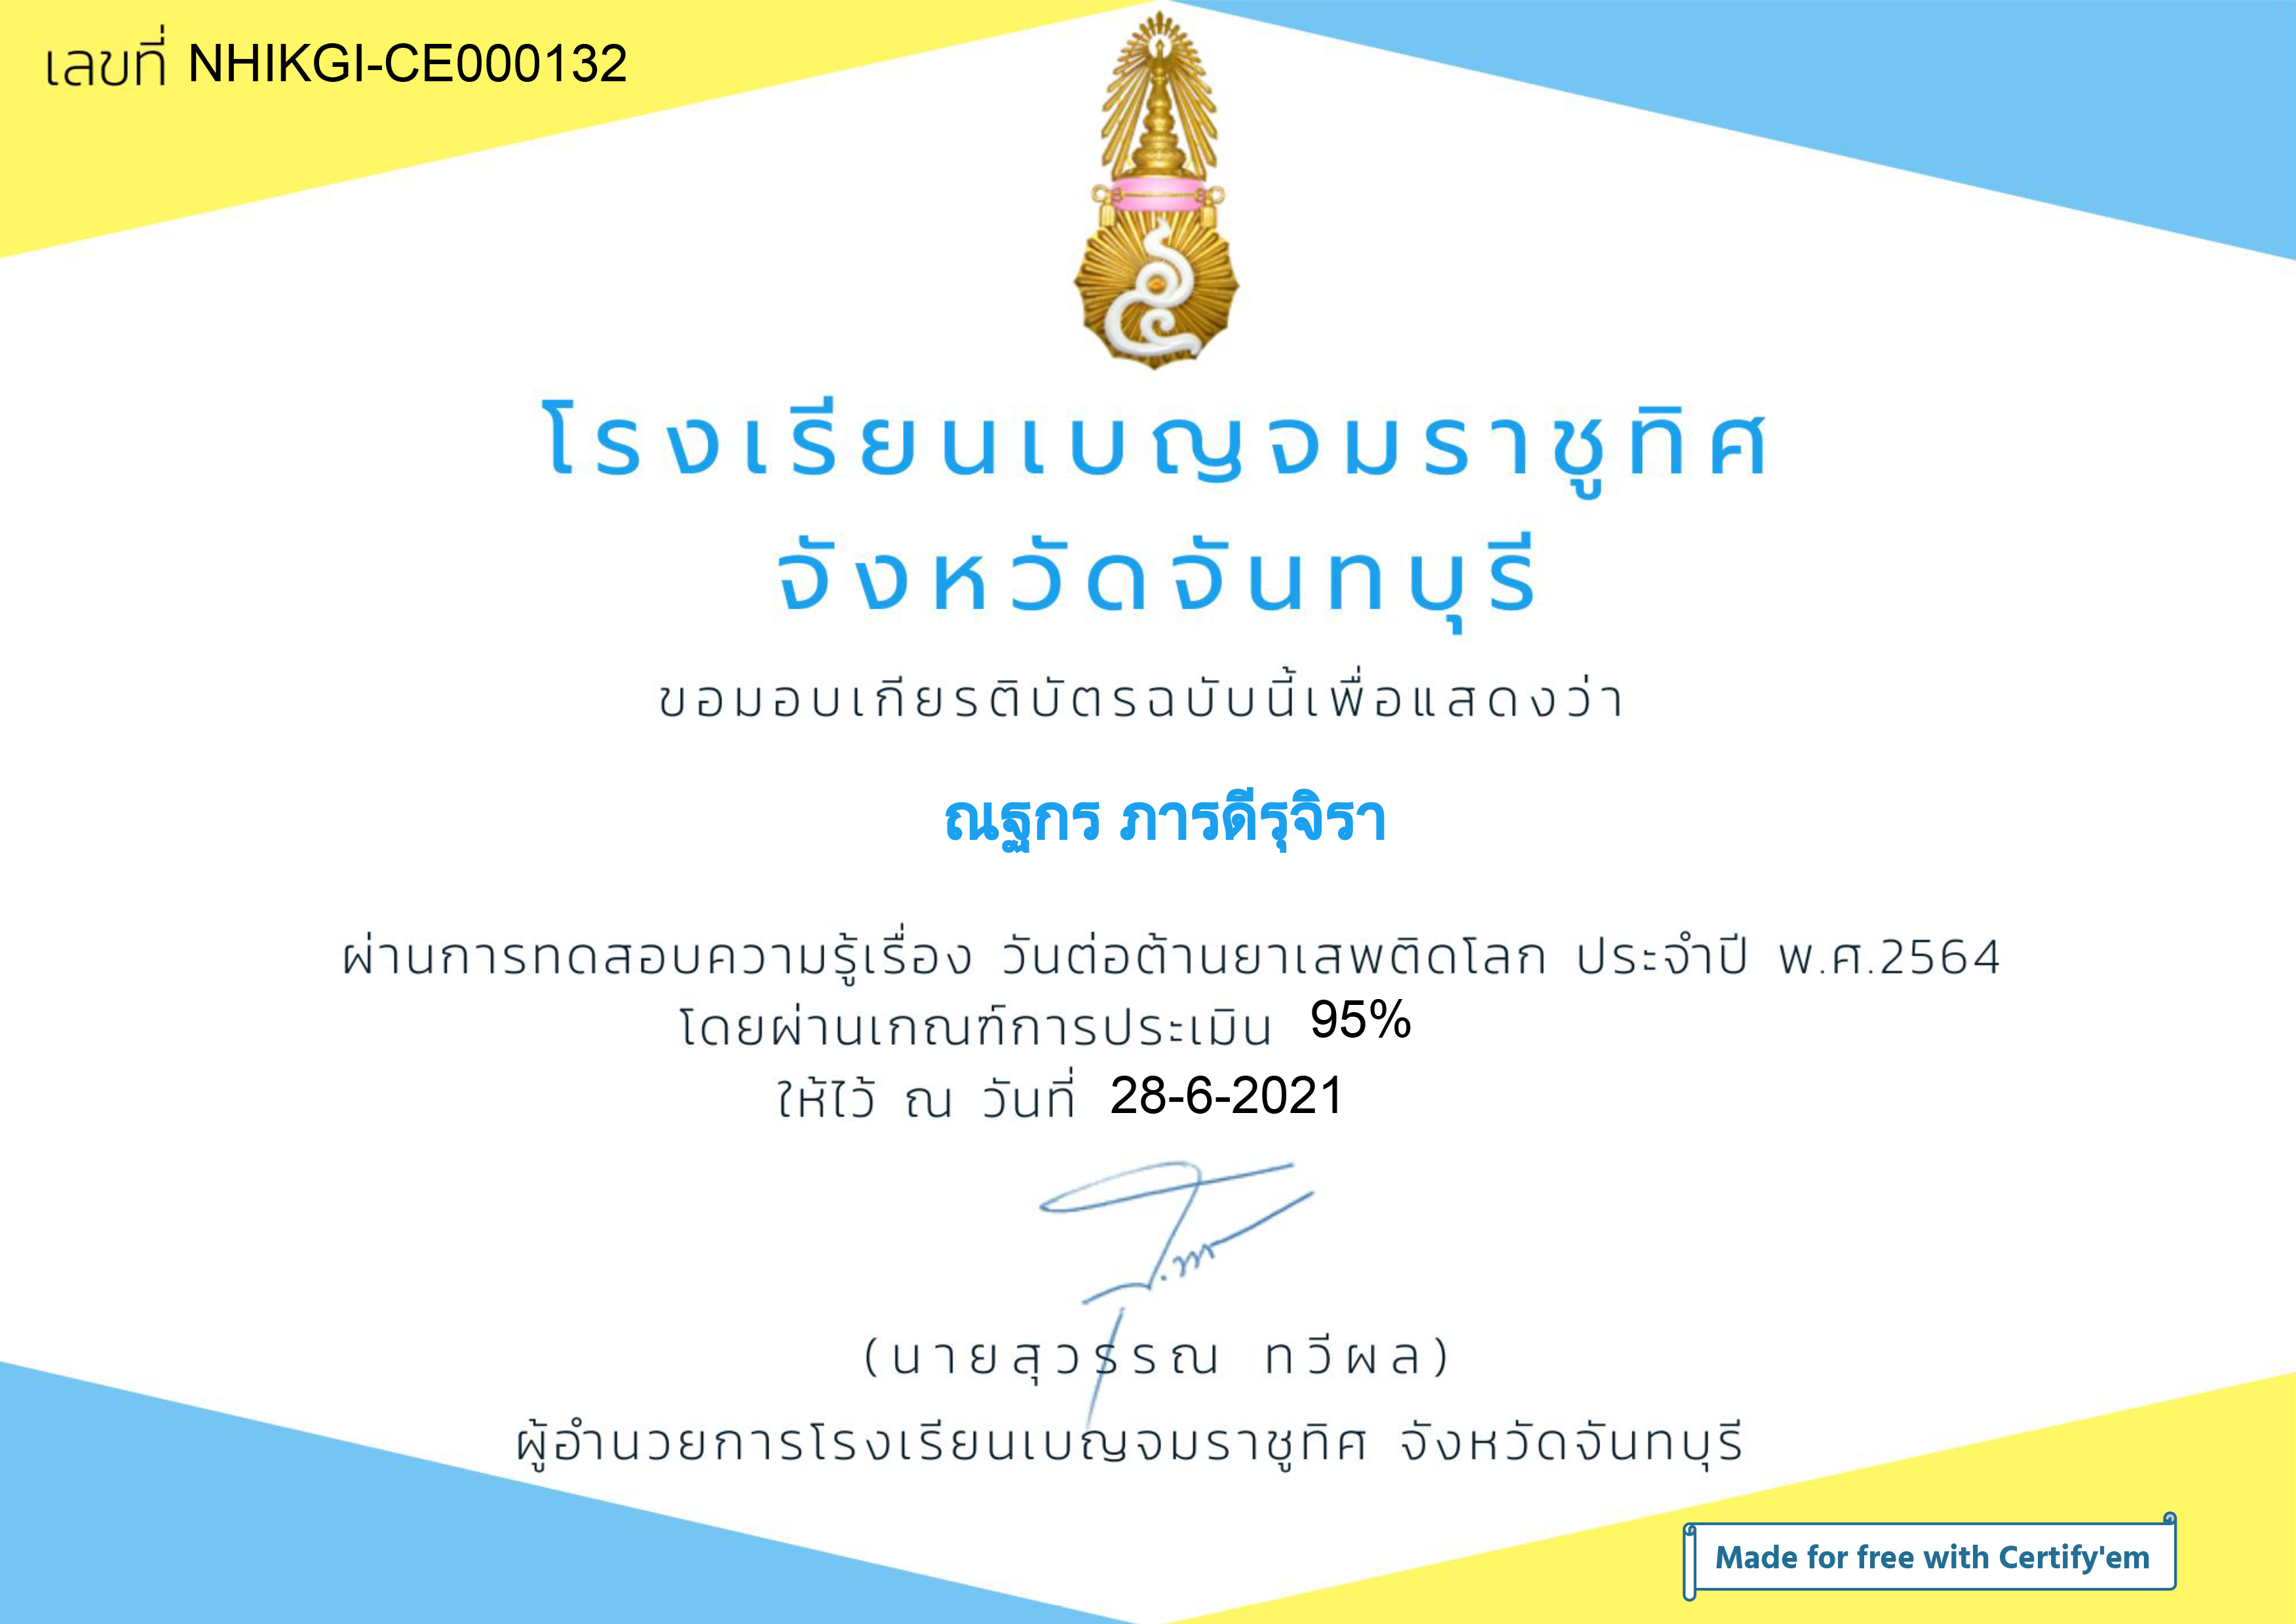 เลขที่ NHIKGI-CE000132
โรงเรียนเบญจมราชูทิศ
จังหวัดจันทบุรี
ขอมอบเกียรติบัตรฉบับนี้เพื่อแสดงว่า
ณฐกร ภารดีรุจิรา
ผ่านการทดสอบความรู้เรื่อง วันต่อต้านยาเสพติดโลก ประจำปี พ.ศ.2564
โดยผ่านเกณฑ์การประเมิน 95%
ให้ไว้ ณ วันที่ 28-6-2021
(นายสุวรรณ ทวีผล)
ผู้อำนวยการโรงเรียนเบญจมราชูทิศ จังหวัดจันทบุรี
Made for free with Certify'em